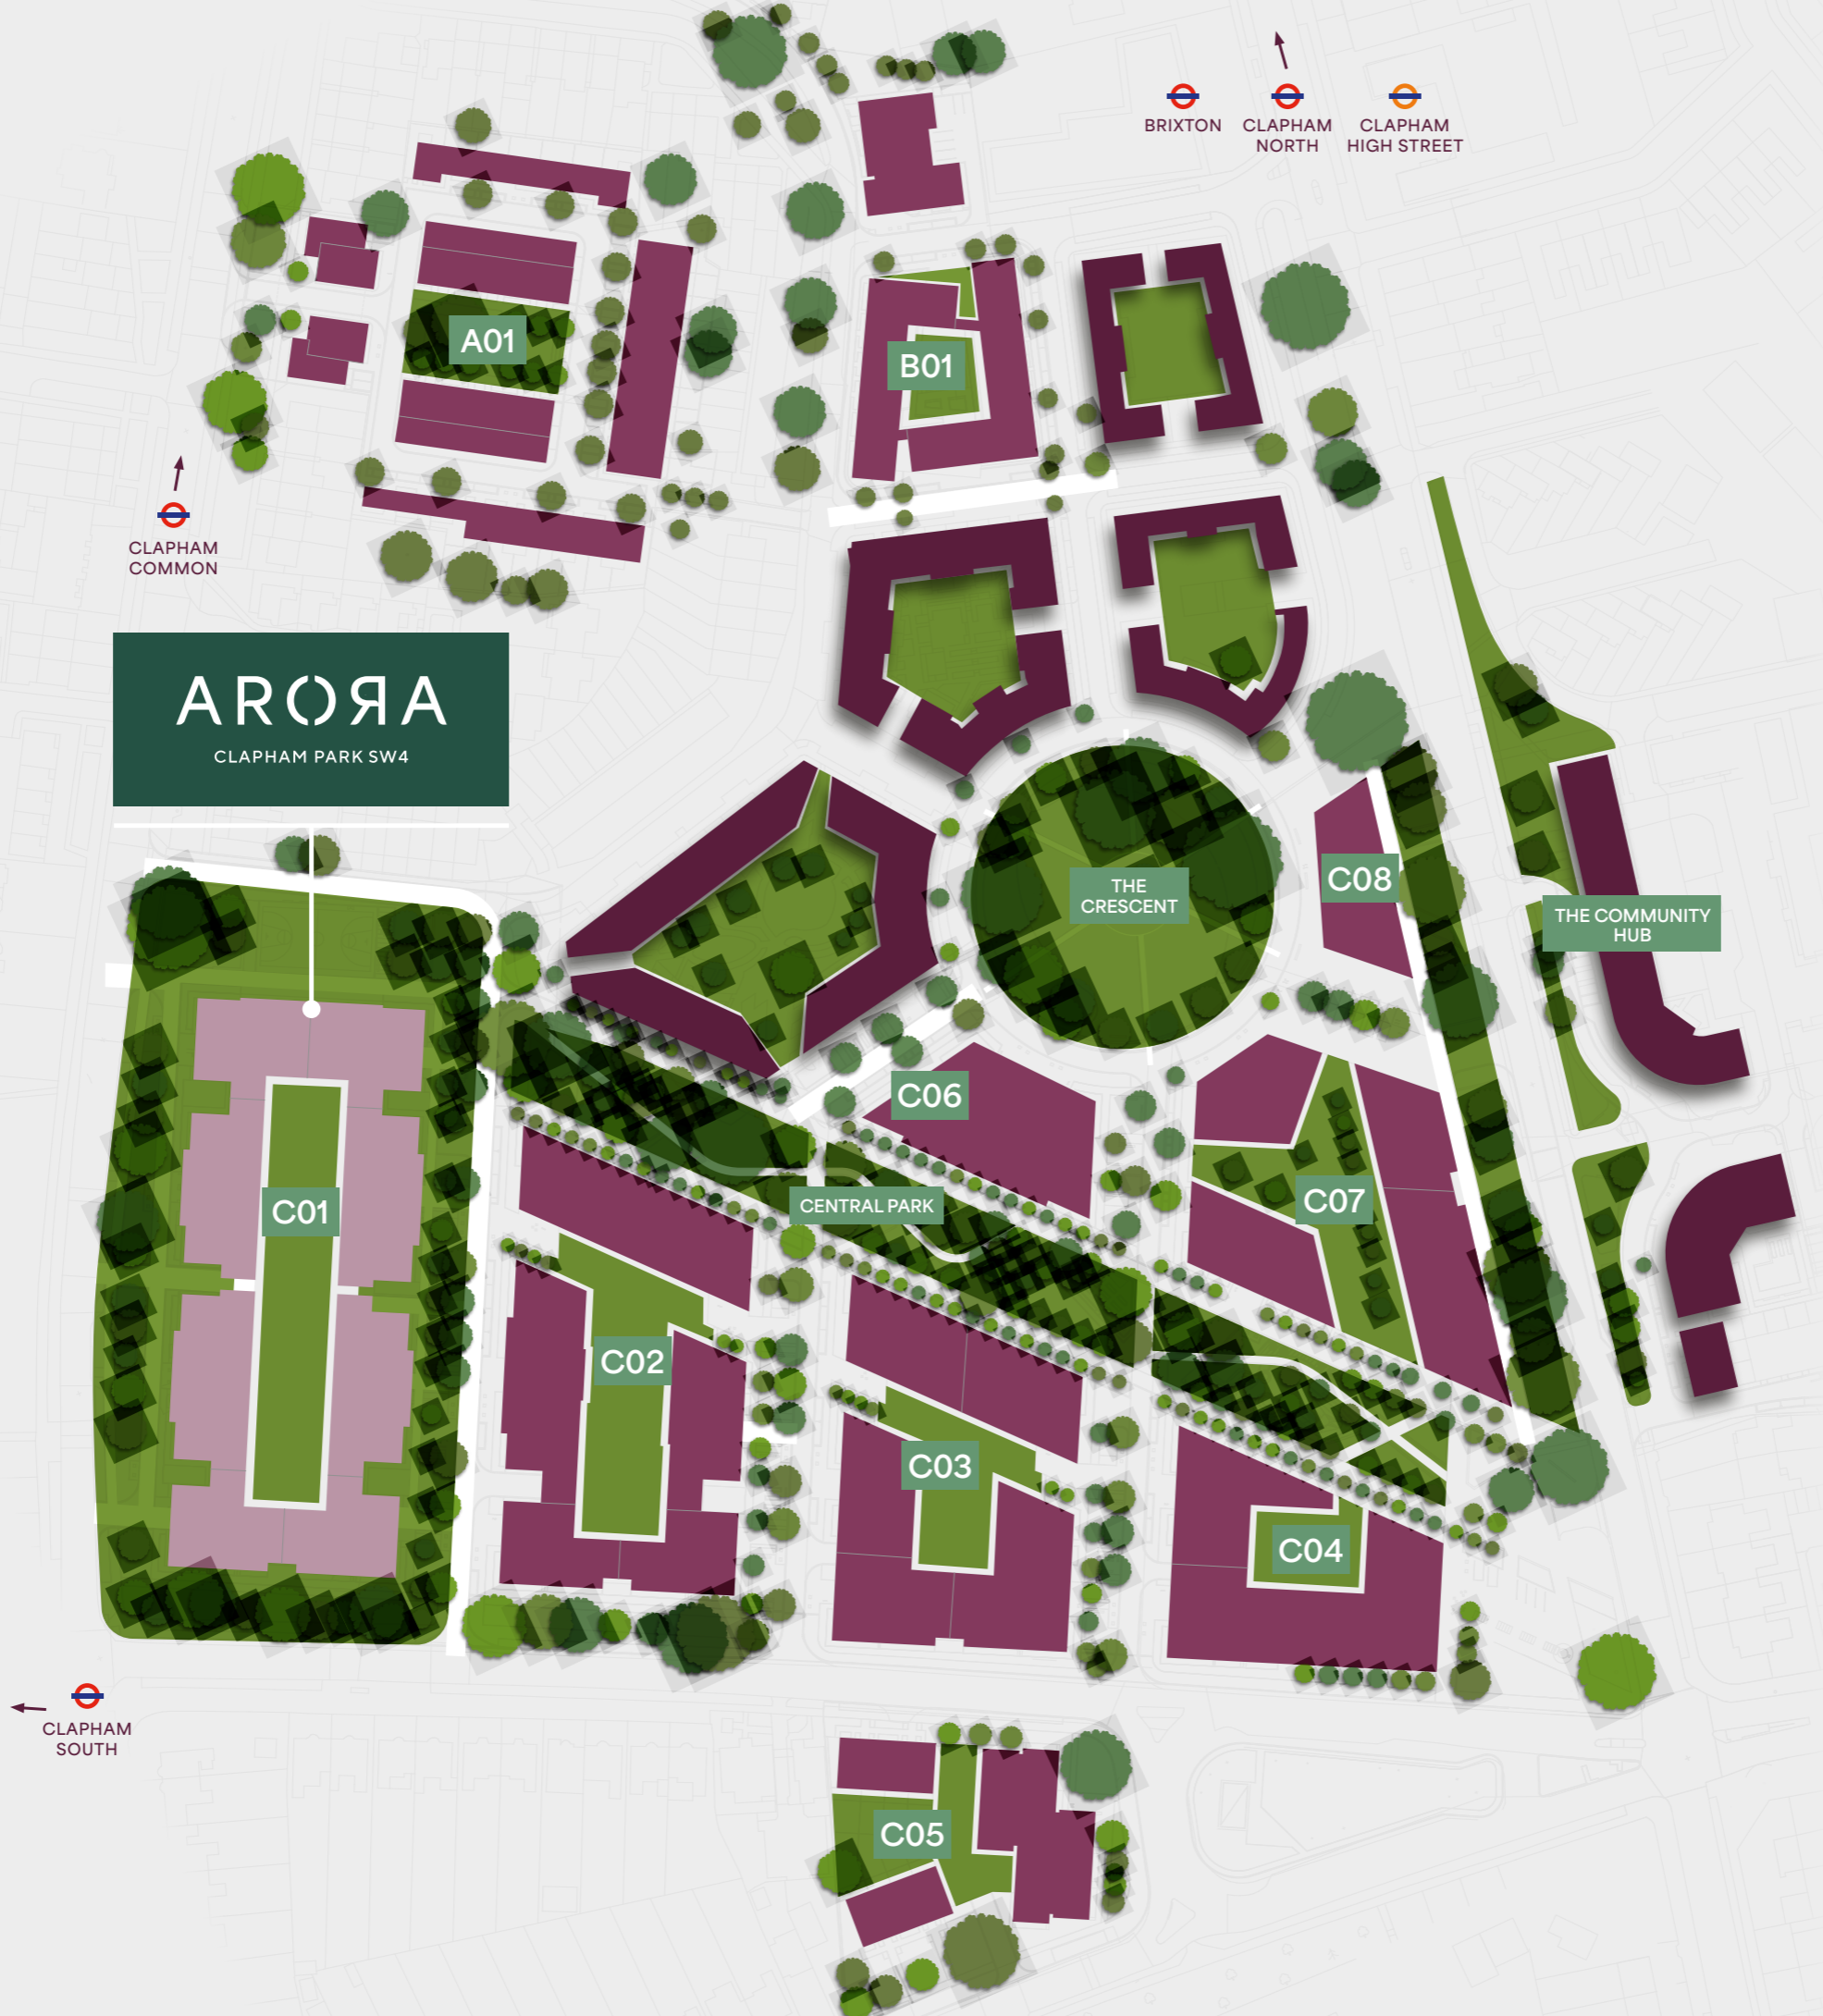 BRIXTON
CLAPHAM
NORTH
CLAPHAM
HIGH STREET
A01
B01
CLAPHAM
COMMON
ARORA
CLAPHAM PARK SW4
THE
CRESCENT
C08
THE COMMUNITY
HUB
C06
C01
CENTRAL PARK
C07
C02
C03
C04
CLAPHAM
SOUTH
C05